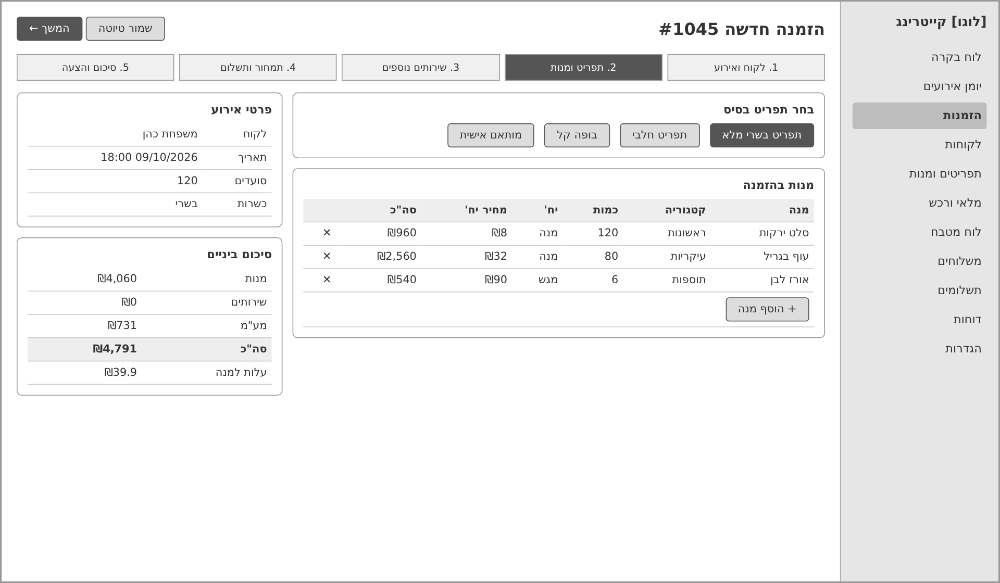 [לוגו] קייטרינג
לוח בקרה
יומן אירועים
הזמנות
לקוחות
תפריטים ומנות
מלאי ורכש
לוח מטבח
משלוחים
תשלומים
דוחות
הגדרות
הזמנה חדשה #1045
שמור טיוטה
המשך ←
1. לקוח ואירוע
2. תפריט ומנות
3. שירותים נוספים
4. תמחור ותשלום
5. סיכום והצעה
בחר תפריט בסיס
תפריט בשרי מלא
תפריט חלבי
בופה קל
מותאם אישית
מנות בהזמנה
מנה קטגוריה כמות יח' מחיר יח' סה"כ
סלט ירקות ראשונות 120 מנה ₪8 ₪960 ✕
עוף בגריל עיקריות 80 מנה ₪32 ₪2,560 ✕
אורז לבן תוספות 6 מגש ₪90 ₪540 ✕
+ הוסף מנה
פרטי אירוע
לקוח משפחת כהן
תאריך 09/10/2026 18:00
סועדים 120
כשרות בשרי
סיכום ביניים
מנות ₪4,060
שירותים ₪0
מע"מ ₪731
סה"כ ₪4,791
עלות למנה ₪39.9